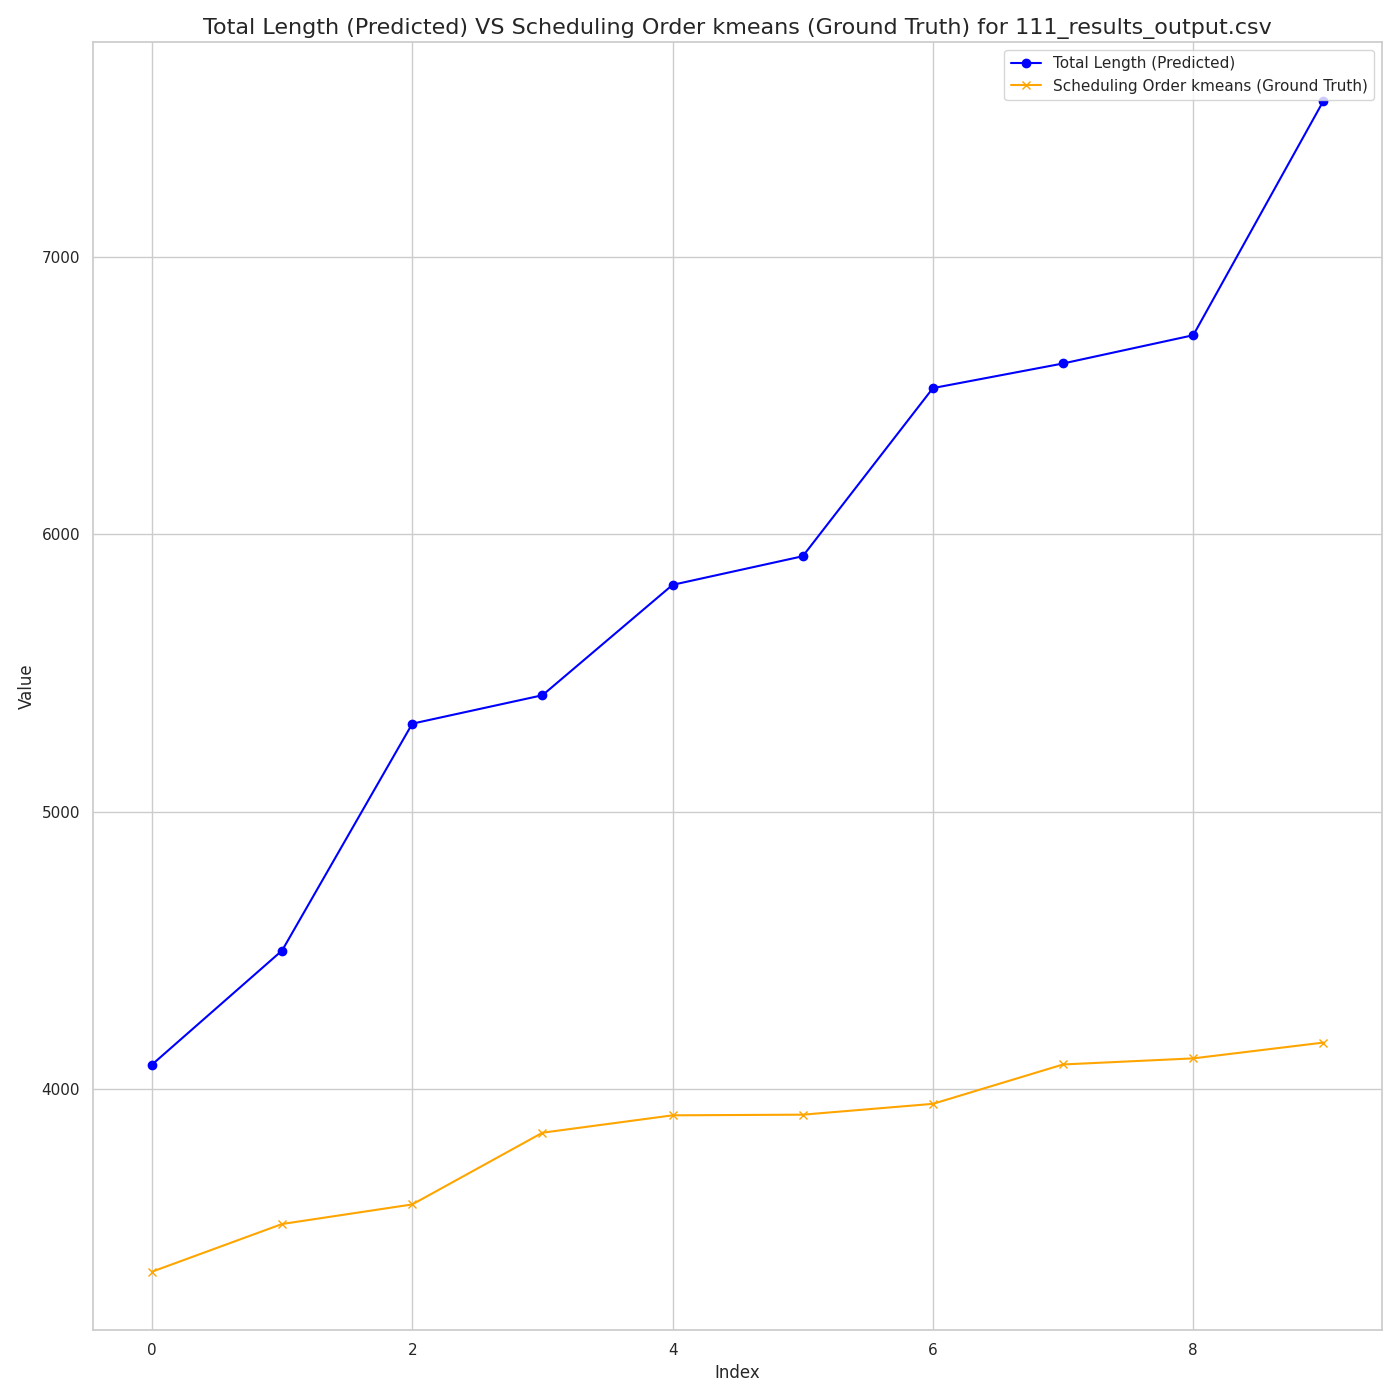 Total Length (Predicted) VS Scheduling Order kmeans (Ground Truth) for 111_results_output.csv
Total Length (Predicted)
Scheduling Order kmeans (Ground Truth)
7000
6000
5000
4000
Value
0 2 4 6 8
Index